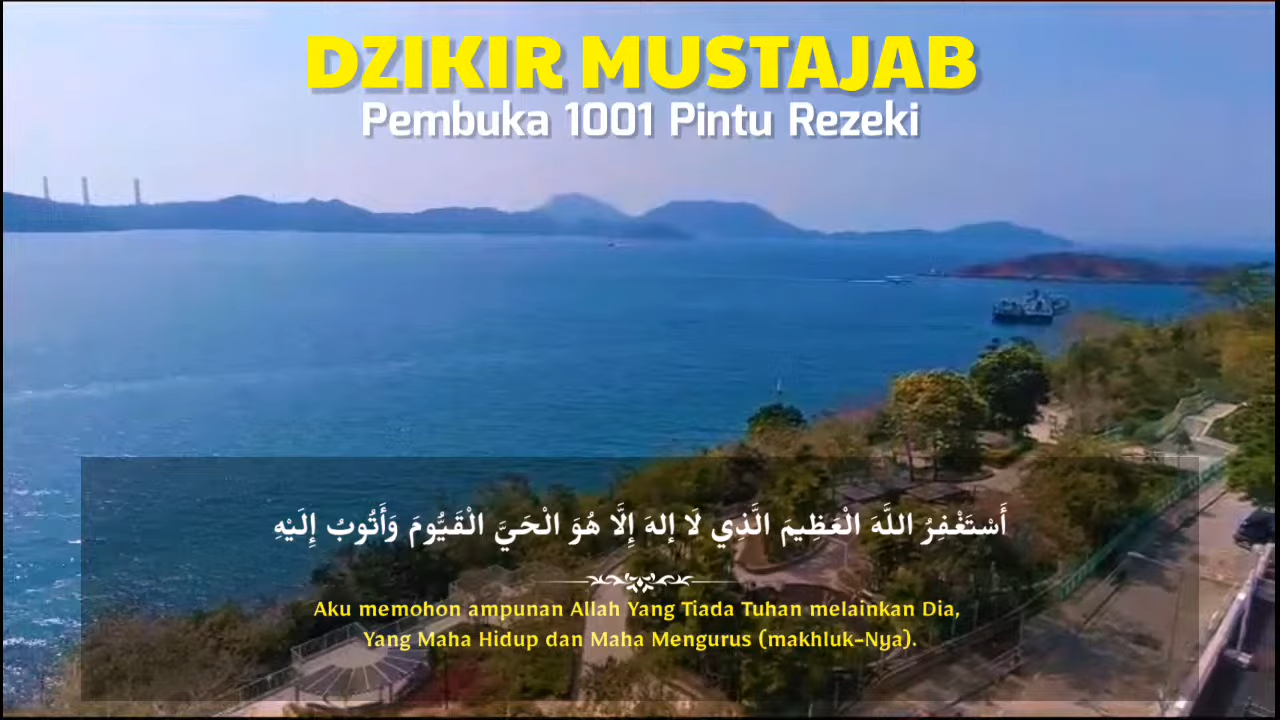 DZIKIR MUSTAJAB
Pembuka 1001 Pintu Rezeki
أَسْتَغْفِرُ اللَّهَ الْعَظِيمَ الَّذِي لَا إلهَ إِلَّا هُوَ الْحَيَّ الْقَيُّومَ وَأَتُوبُ إِلَيْهِ
Aku memohon ampunan Allah Yang Tiada Tuhan melainkan Dia,
Yang Maha Hidup dan Maha Mengurus (makhluk-Nya).